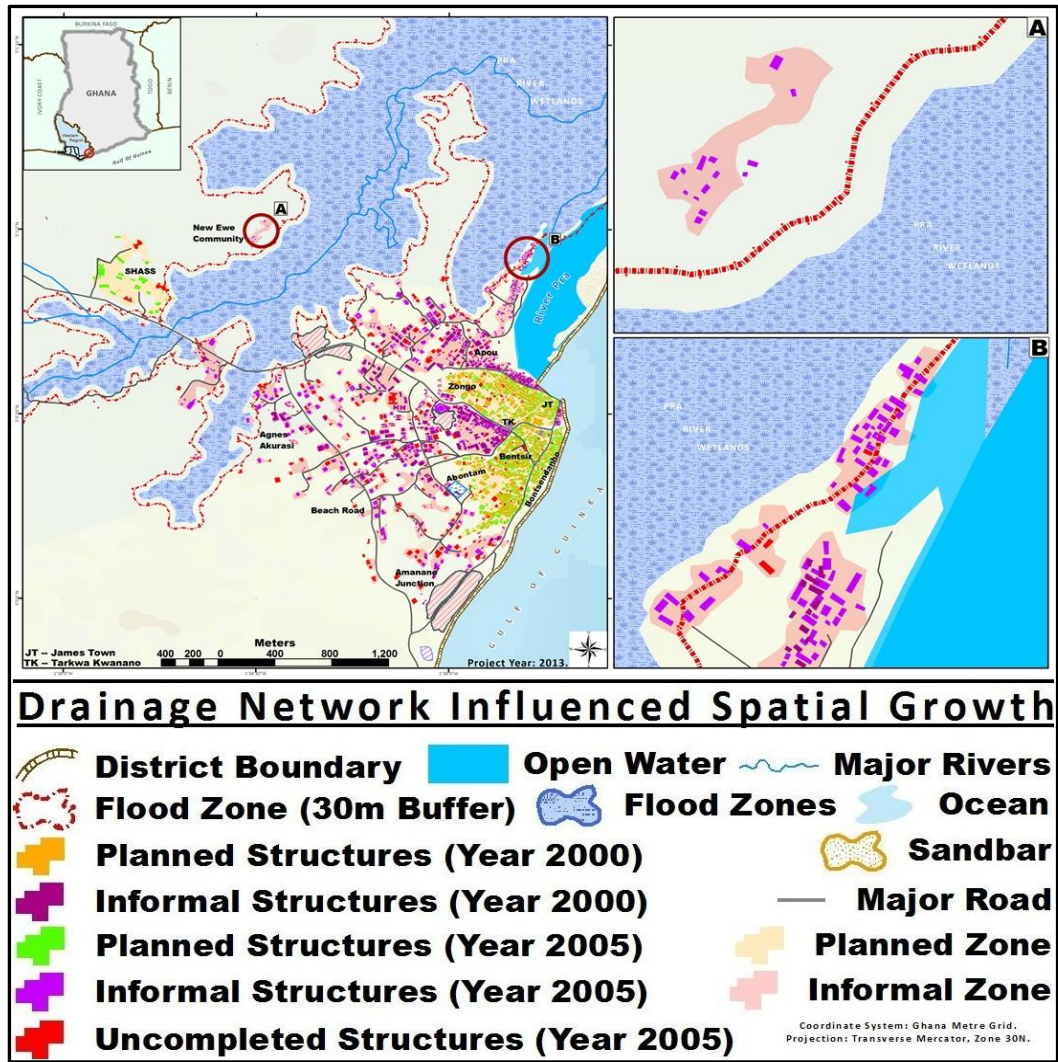 BURKINA FASO
IVORY COAST
GHANA
TOGO
BENIN
Western
Region
Gulf Of Guinea
PRA
RIVER
WETLANDS
A
New Ewe
Community
B
SHASS
River Pra
Apou
Zongo
JT
TK
Bentsir
Agnes
Akurasi
Abontam
Beach Road
Amanano
Junction
GULF OF GUINEA
Meters
JT -- James Town
TK -- Tarkwa Kwanano
400 200 0 400 800 1,200
Project Year: 2013.
A
PRA
RIVER
WETLANDS
B
PRA
RIVER
WETLANDS
Drainage Network Influenced Spatial Growth
District Boundary
Open Water
Major Rivers
Flood Zone (30m Buffer)
Flood Zones
Ocean
Planned Structures (Year 2000)
Sandbar
Informal Structures (Year 2000)
Major Road
Planned Structures (Year 2005)
Planned Zone
Informal Structures (Year 2005)
Informal Zone
Uncompleted Structures (Year 2005)
Coordinate System: Ghana Metre Grid.
Projection: Transverse Mercator, Zone 30N.